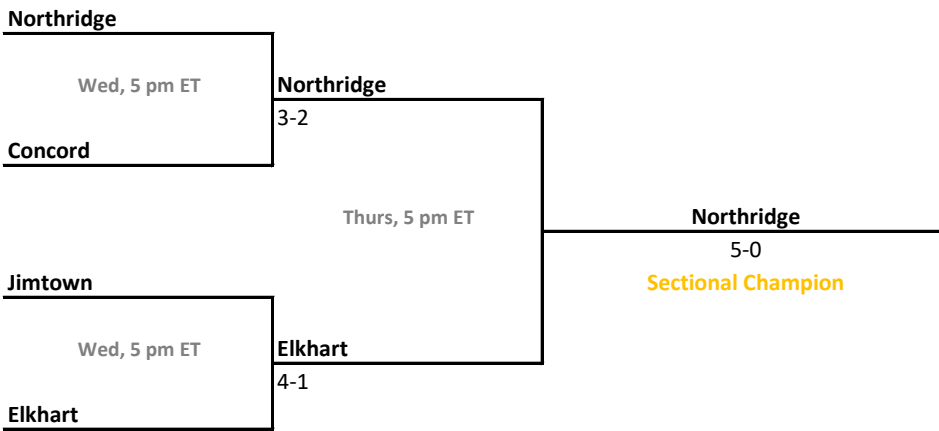 Northridge
Wed, 5 pm ET
Northridge
3-2
Concord
Thurs, 5 pm ET
Northridge
5-0
Sectional Champion
Jimtown
Wed, 5 pm ET
Elkhart
4-1
Elkhart